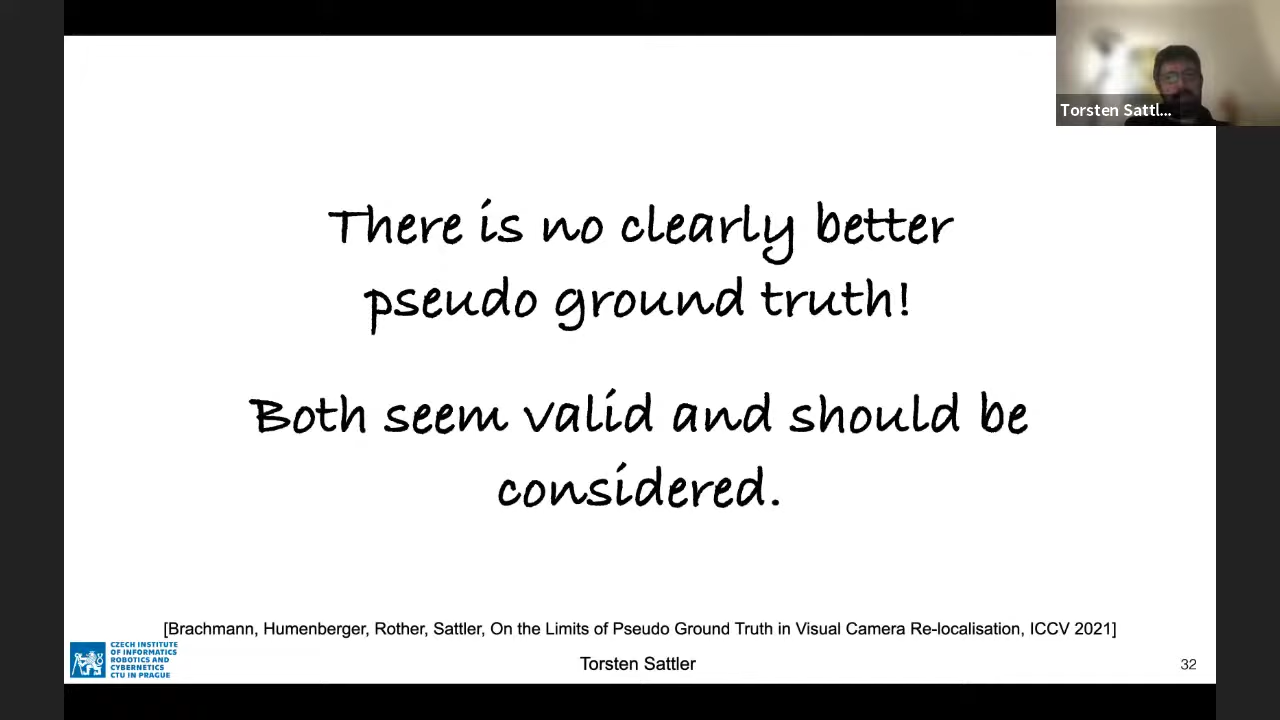 Torsten Sattl...
There is no clearly better
pseudo ground truth!
Both seem valid and should be
considered.
[Brachmann, Humenberger, Rother, Sattler, On the Limits of Pseudo Ground Truth in Visual Camera Re-localisation, ICCV 2021]
CZECH INSTITUTE
OF INFORMATICS
ROBOTICS AND
CYBERNETICS
CTU IN PRAGUE
Torsten Sattler
32